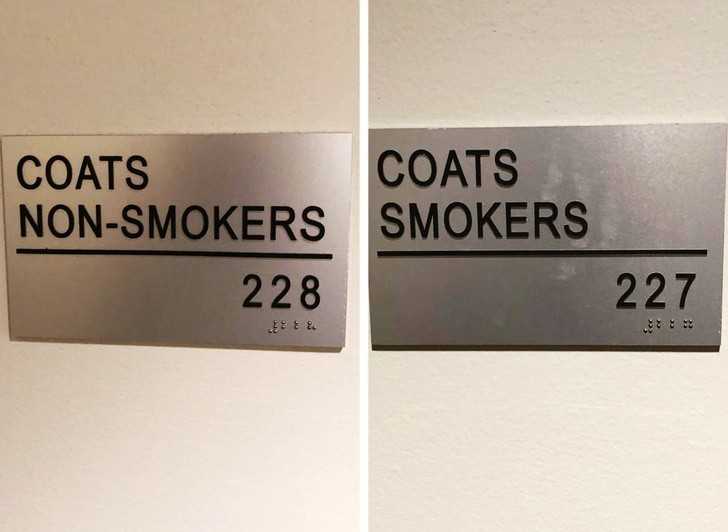 COATS
NON-SMOKERS
228
COATS
SMOKERS
227